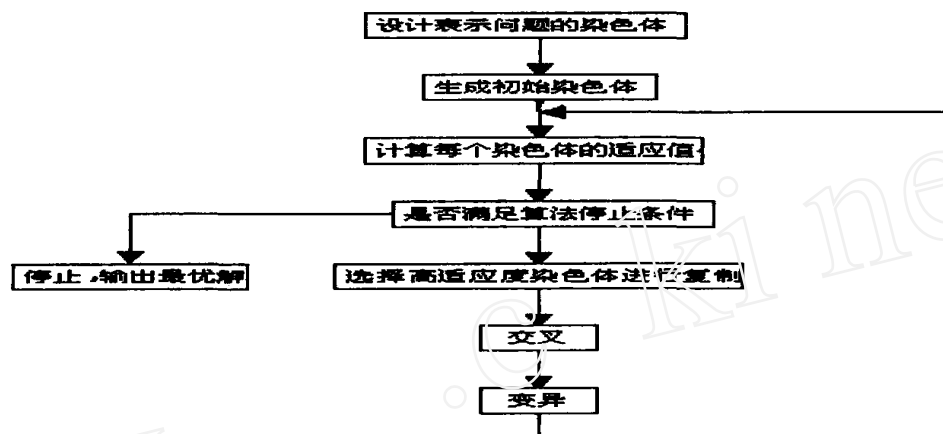 设计表示问题的染色体
生成初始染色体
计算每个染色体的适应值
是否满足算法停止条件
停止,输出最优解
选择高适应度染色体进行复制
交叉
变异